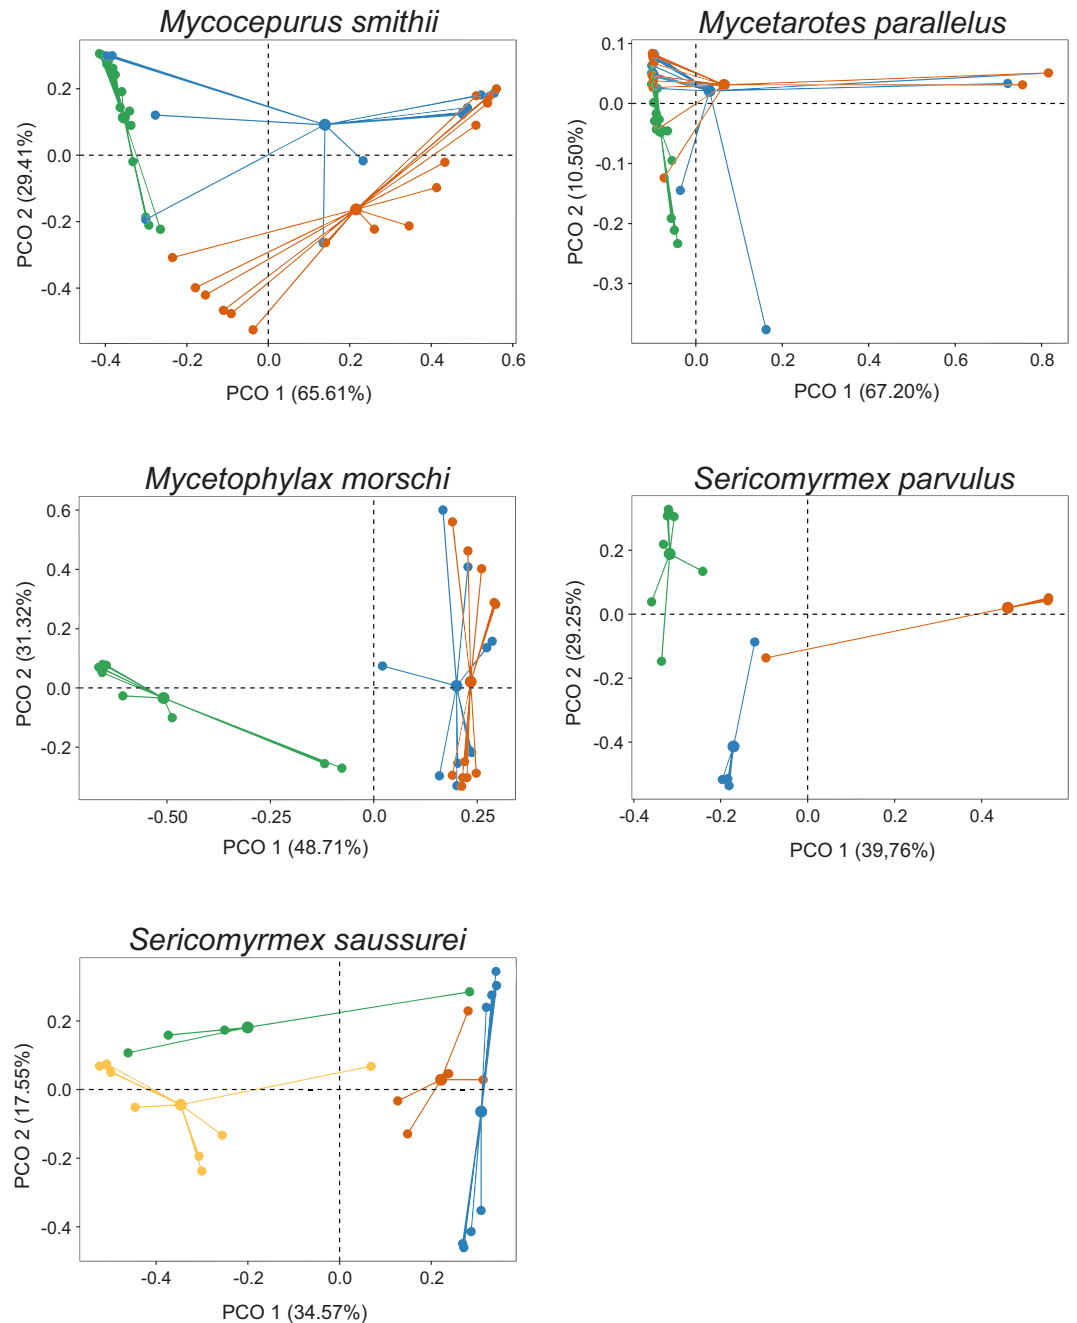 Mycocepurus smithii
0.2
0.0
-0.2
-0.4
PCO 2 (29.41%)
-0.4 -0.2 0.0 0.2 0.4 0.6
PCO 1 (65.61%)
Mycetarotes parallelus
0.1
0.0
-0.1
-0.2
-0.3
PCO 2 (10.50%)
0.0 0.2 0.4 0.6 0.8
PCO 1 (67.20%)
Mycetophylax morschi
0.6
0.4
0.2
0.0
-0.2
PCO 2 (31.32%)
-0.50 -0.25 0.0 0.25
PCO 1 (48.71%)
Sericomyrmex parvulus
0.2
0.0
-0.2
-0.4
PCO 2 (29.25%)
-0.4 -0.2 0.0 0.2 0.4
PCO 1 (39,76%)
Sericomyrmex saussurei
0.2
0.0
-0.2
-0.4
PCO 2 (17.55%)
-0.4 -0.2 0.0 0.2
PCO 1 (34.57%)